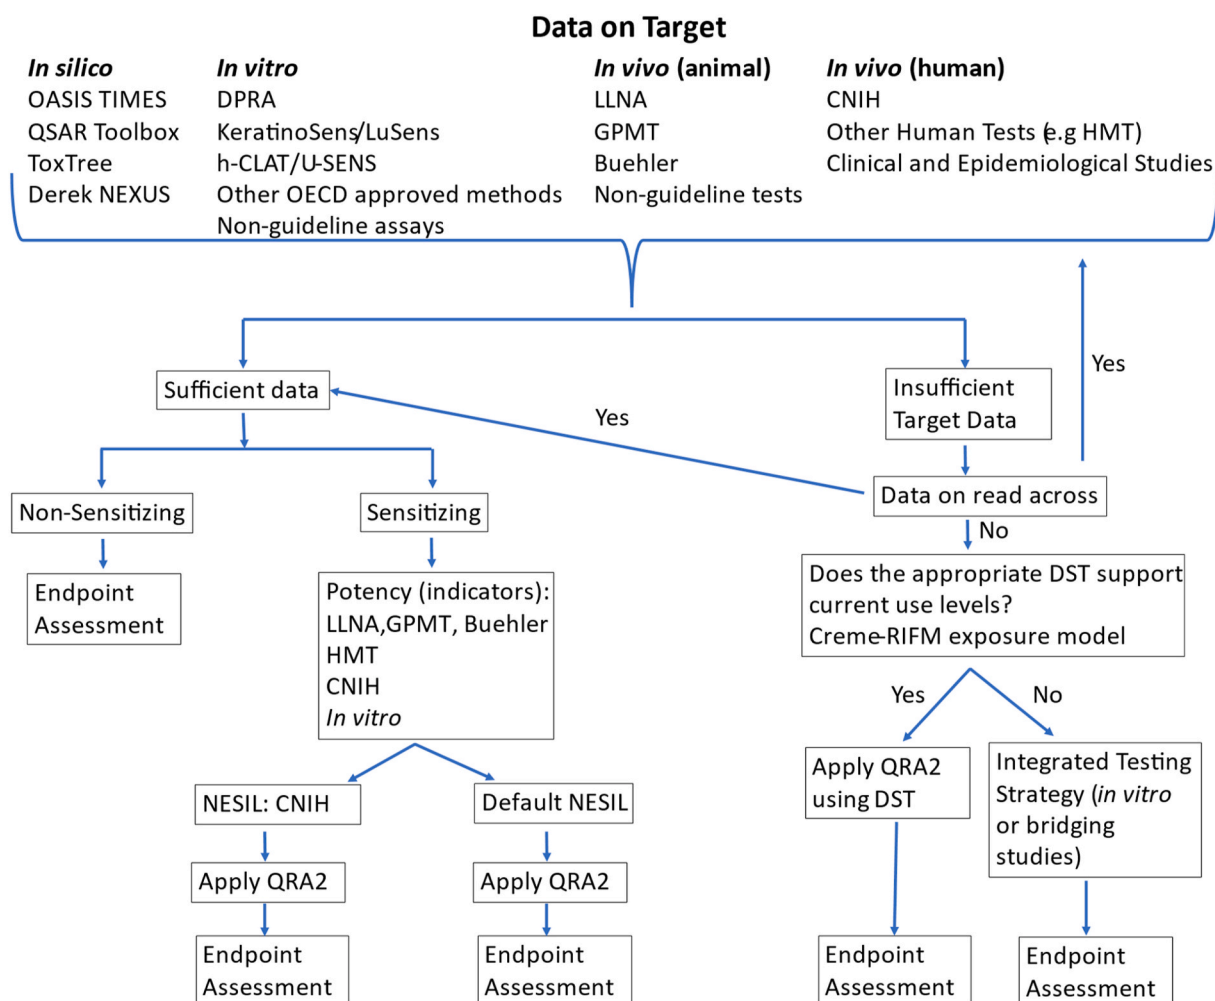 Data on Target
In silico
OASIS TIMES
QSAR Toolbox
ToxTree
Derek NEXUS
In vitro
DPRA
KeratinoSens/LuSens
h-CLAT/U-SENS
Other OECD approved methods
Non-guideline assays
In vivo (animal)
LLNA
GPMT
Buehler
Non-guideline tests
In vivo (human)
CNIH
Other Human Tests (e.g HMT)
Clinical and Epidemiological Studies
Sufficient data
Yes
Insufficient
Target Data
Yes
Data on read across
No
Non-Sensitizing
Sensitizing
Endpoint
Assessment
Potency (indicators):
LLNA,GPMT, Buehler
HMT
CNIH
In vitro
Does the appropriate DST support
current use levels?
Creme-RIFM exposure model
Yes
No
NESIL: CNIH
Default NESIL
Apply QRA2
using DST
Integrated Testing
Strategy (in vitro
or bridging
studies)
Apply QRA2
Apply QRA2
Endpoint
Assessment
Endpoint
Assessment
Endpoint
Assessment
Endpoint
Assessment